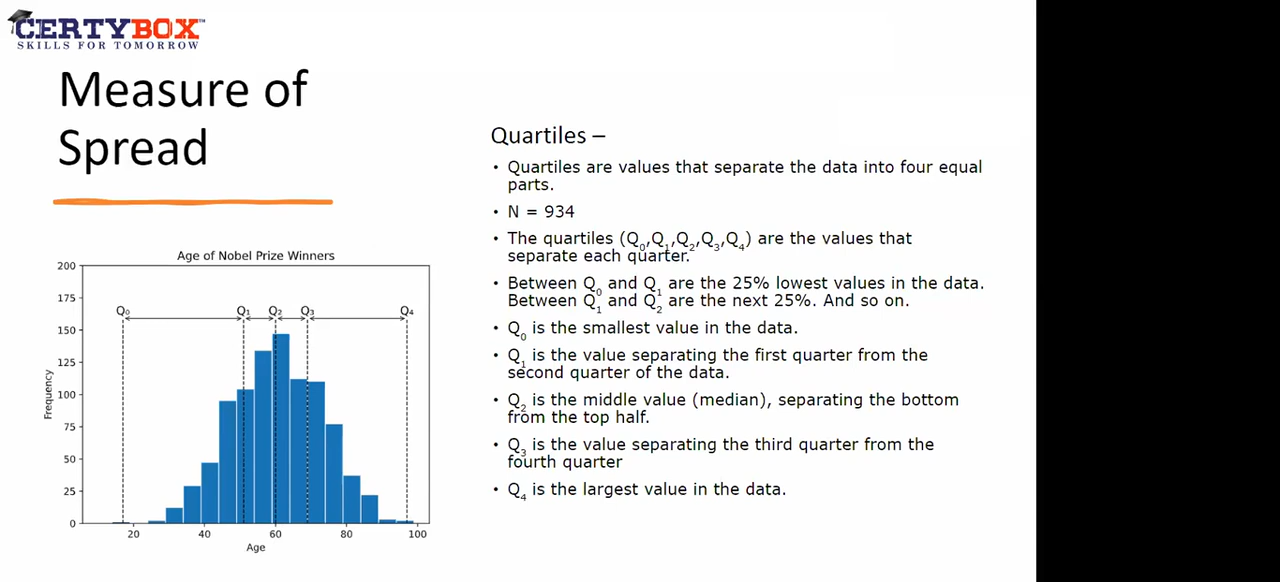 CERTYBOX™
SKILLS FOR TOMORROW
Measure of
Spread
Quartiles –
• Quartiles are values that separate the data into four equal
parts.
• N = 934
• The quartiles (Q0,Q1,Q2,Q3,Q4) are the values that
separate each quarter.
• Between Q0 and Q1 are the 25% lowest values in the data.
Between Q1 and Q2 are the next 25%. And so on.
• Q0 is the smallest value in the data.
• Q1 is the value separating the first quarter from the
second quarter of the data.
• Q2 is the middle value (median), separating the bottom
from the top half.
• Q3 is the value separating the third quarter from the
fourth quarter
• Q4 is the largest value in the data.
Age of Nobel Prize Winners
200
175
150
125
100
75
50
25
0
Frequency
Q0 Q1 Q2 Q3 Q4
20 40 60 80 100
Age